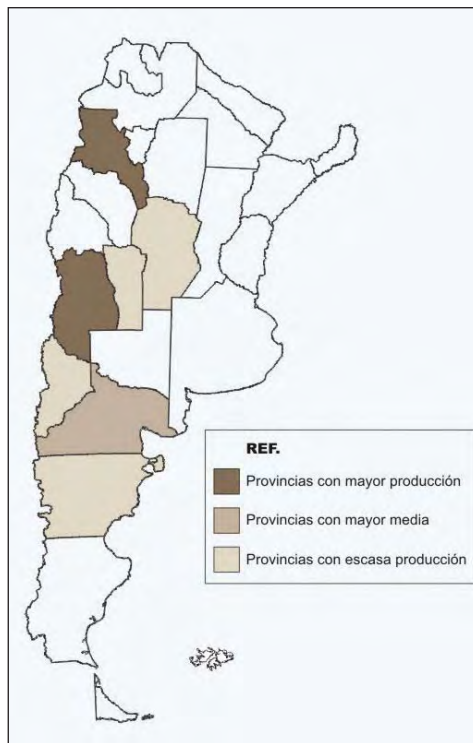 REF.
Provincias con mayor producción
Provincias con mayor media
Provincias con escasa producción